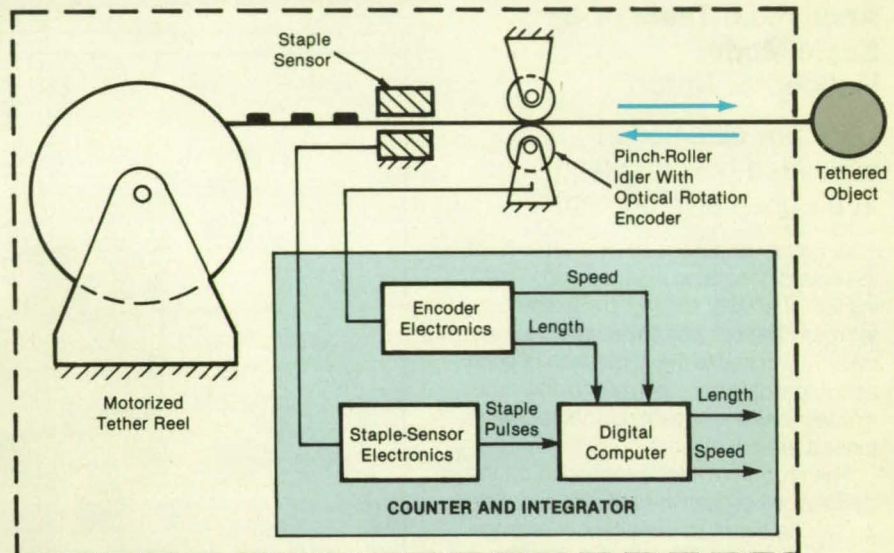 Staple
Sensor
Pinch-Roller
Idler With
Optical Rotation
Encoder
Tethered
Object
Motorized
Tether Reel
Encoder
Electronics
Speed
Length
Staple-Sensor
Electronics
Staple
Pulses
Digital
Computer
Length
Speed
COUNTER AND INTEGRATOR